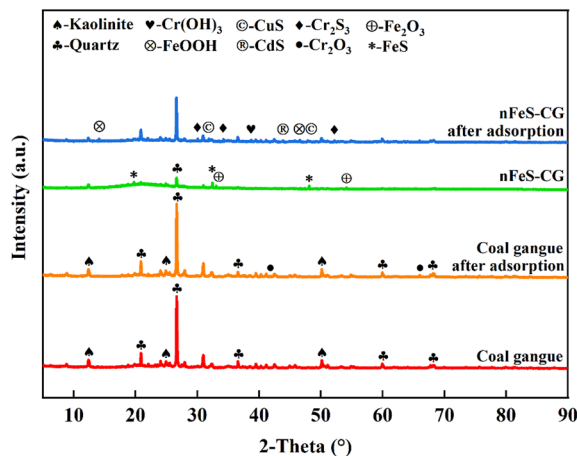 ♠-Kaolinite ♥-Cr(OH)₃ ©-CuS ♦-Cr₂S₃ ⊕-Fe₂O₃
♣-Quartz ⊗-FeOOH ®-CdS ●-Cr₂O₃ *-FeS
nFeS-CG
after adsorption
nFeS-CG
Coal gangue
after adsorption
Coal gangue
Intensity (a.u.)
10 20 30 40 50 60 70 80 90
2-Theta (°)